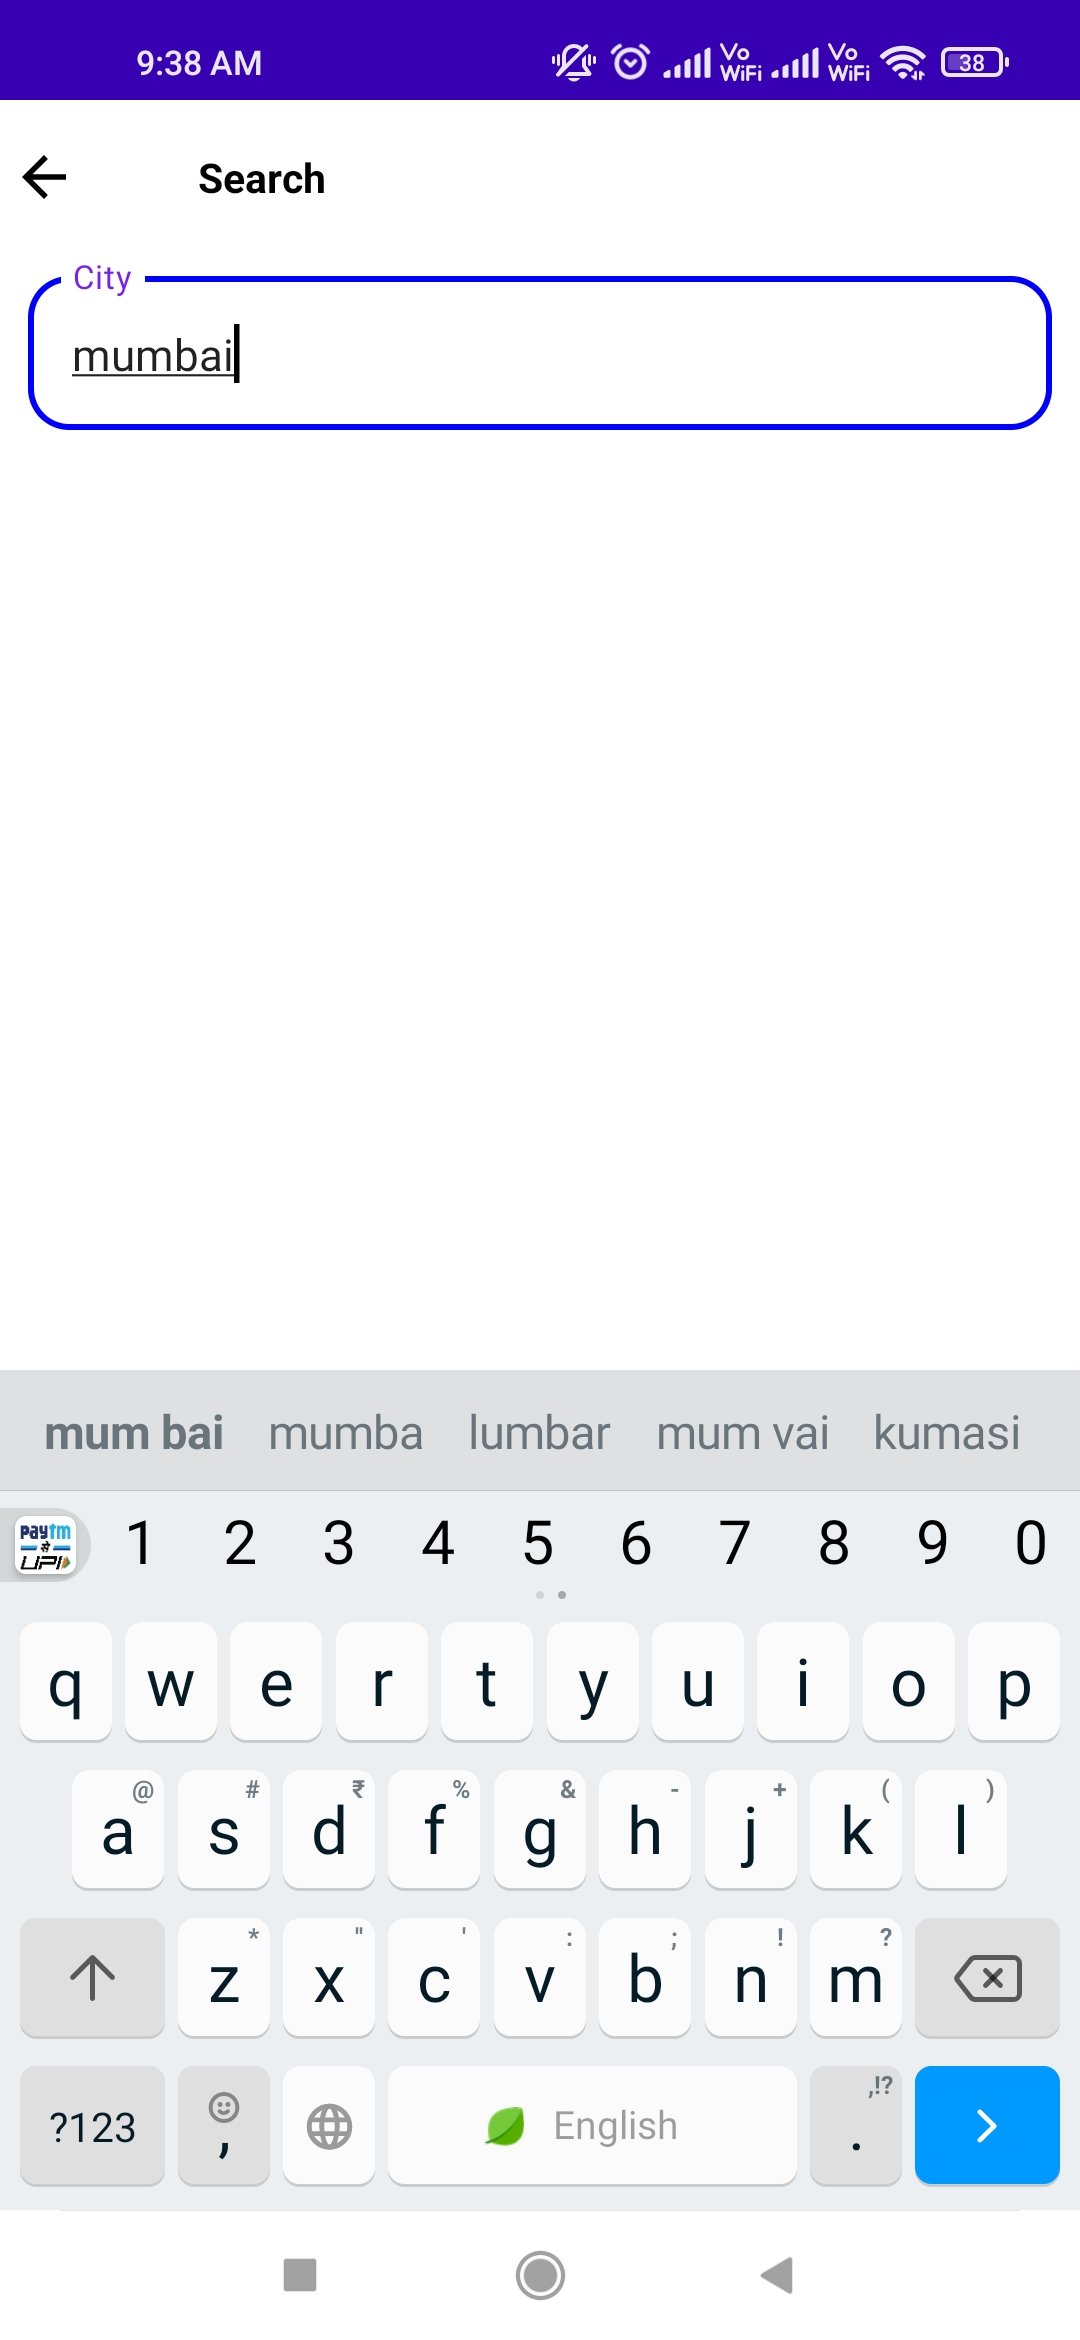 9:38 AM Vo WiFi Vo WiFi 38
Search
City
mumbai
mum bai mumba lumbar mum vai kumasi
paytm से UPI 1 2 3 4 5 6 7 8 9 0
q w e r t y u i o p
@ # ₹ % & - + ( )
a s d f g h j k l
* " ' : ; ! ?
z x c v b n m
,!?
?123 , English .